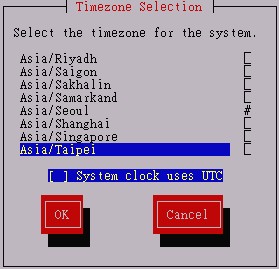 Timezone Selection
Select the timezone for the system.
Asia/Riyadh
Asia/Saigon
Asia/Sakhalin
Asia/Samarkand
Asia/Seoul #
Asia/Shanghai
Asia/Singapore
Asia/Taipei
[ ] System clock uses UTC
OK Cancel